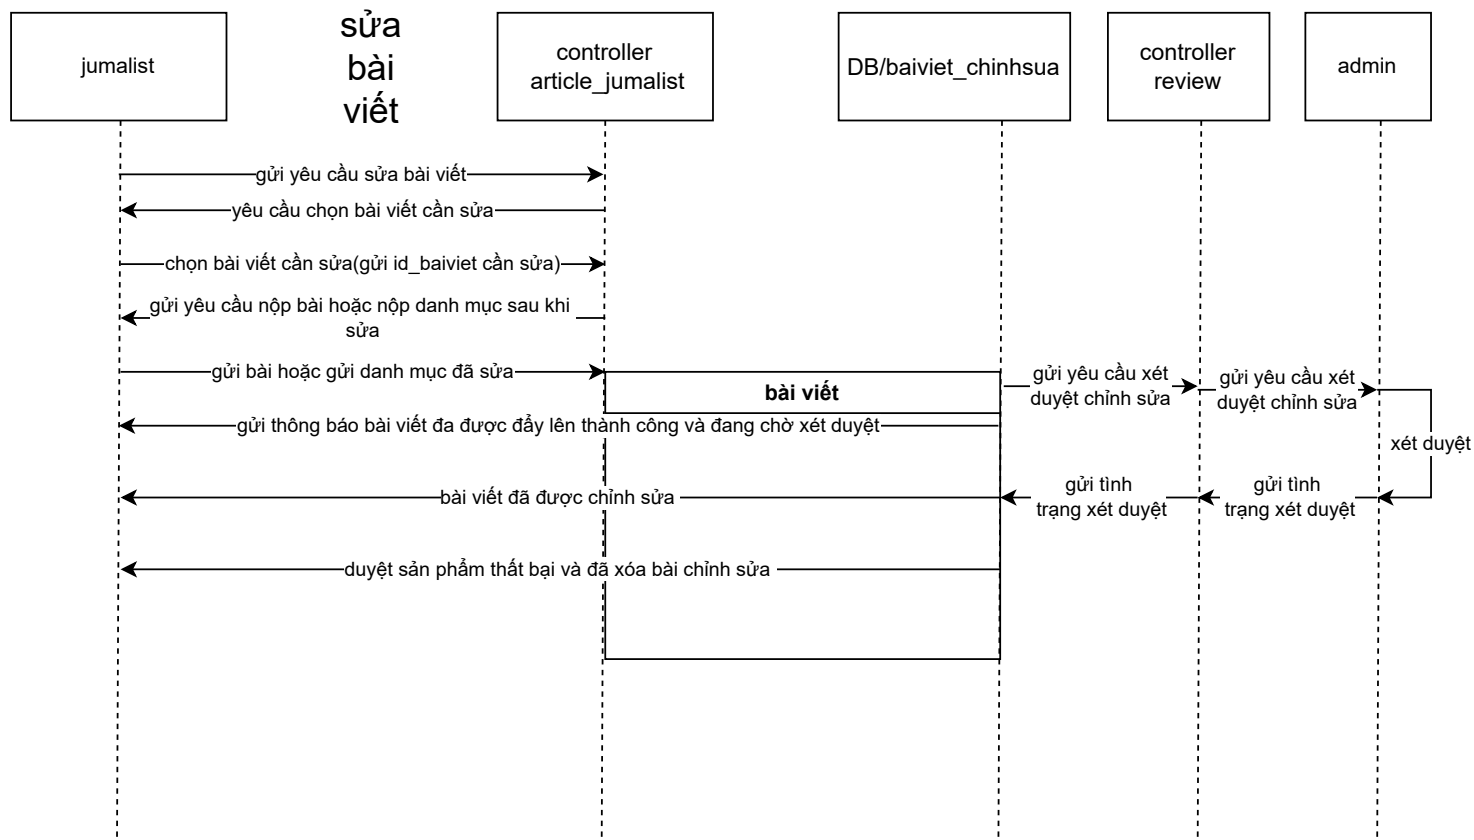 jumalist
sửa
bài
viết
controller
article_jumalist
DB/baiviet_chinhsua
controller
review
admin
gửi yêu cầu sửa bài viết
yêu cầu chọn bài viết cần sửa
chọn bài viết cần sửa(gửi id_baiviet cần sửa)
gửi yêu cầu nộp bài hoặc nộp danh mục sau khi
sửa
gửi bài hoặc gửi danh mục đã sửa
bài viết
gửi yêu cầu xét
duyệt chỉnh sửa
gửi yêu cầu xét
duyệt chỉnh sửa
gửi thông báo bài viết đa được đẩy lên thành công và đang chờ xét duyệt
xét duyệt
bài viết đã được chỉnh sửa
gửi tình
trạng xét duyệt
gửi tình
trạng xét duyệt
duyệt sản phẩm thất bại và đã xóa bài chỉnh sửa